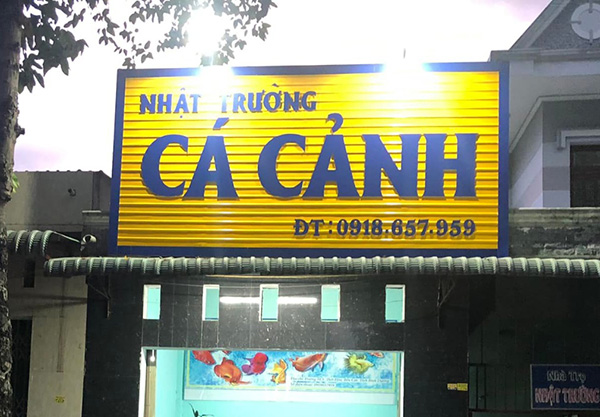 NHẬT TRƯỜNG
CÁ CẢNH
ĐT: 0918.657.959
Nhà Trọ
NHẬT TRƯỜNG